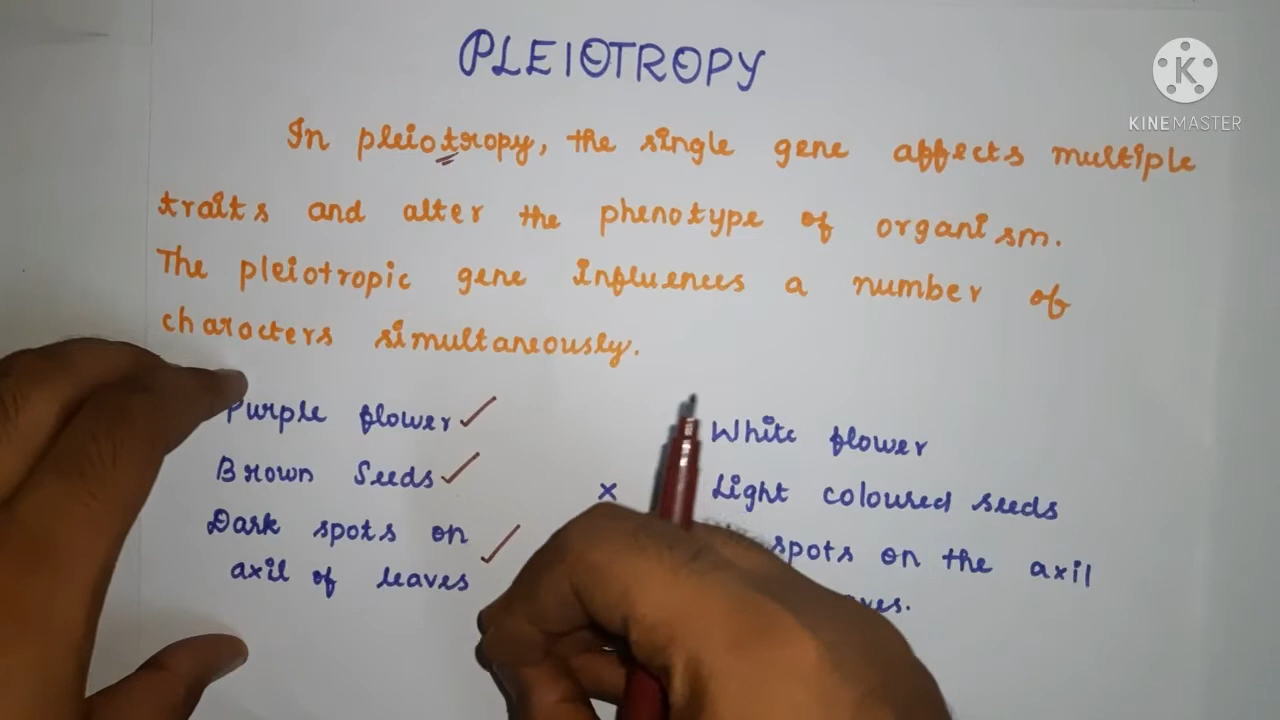 PLEIOTROPY
K
KINEMASTER
In pleiotropy, the single gene affects multiple
traits and alter the phenotype of organism.
The pleiotropic gene influences a number of
characters simultaneously.
Purple flower
White flower
Brown Seeds
x
Light coloured seeds
Dark spots on
spots on the axil
axil of leaves